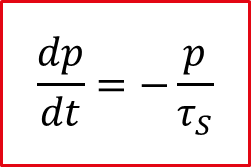 dp/dt = − p/τ_S